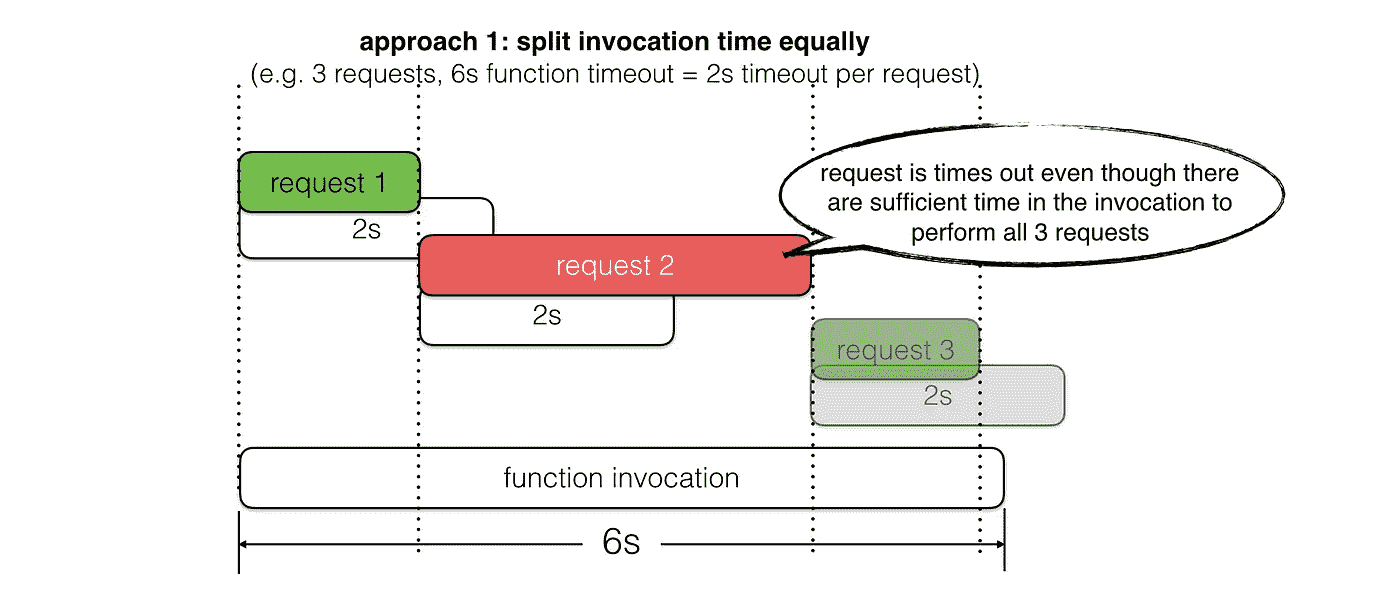 approach 1: split invocation time equally
(e.g. 3 requests, 6s function timeout = 2s timeout per request)
request 1
2s
request is times out even though there
are sufficient time in the invocation to
perform all 3 requests
request 2
2s
request 3
2s
function invocation
6s